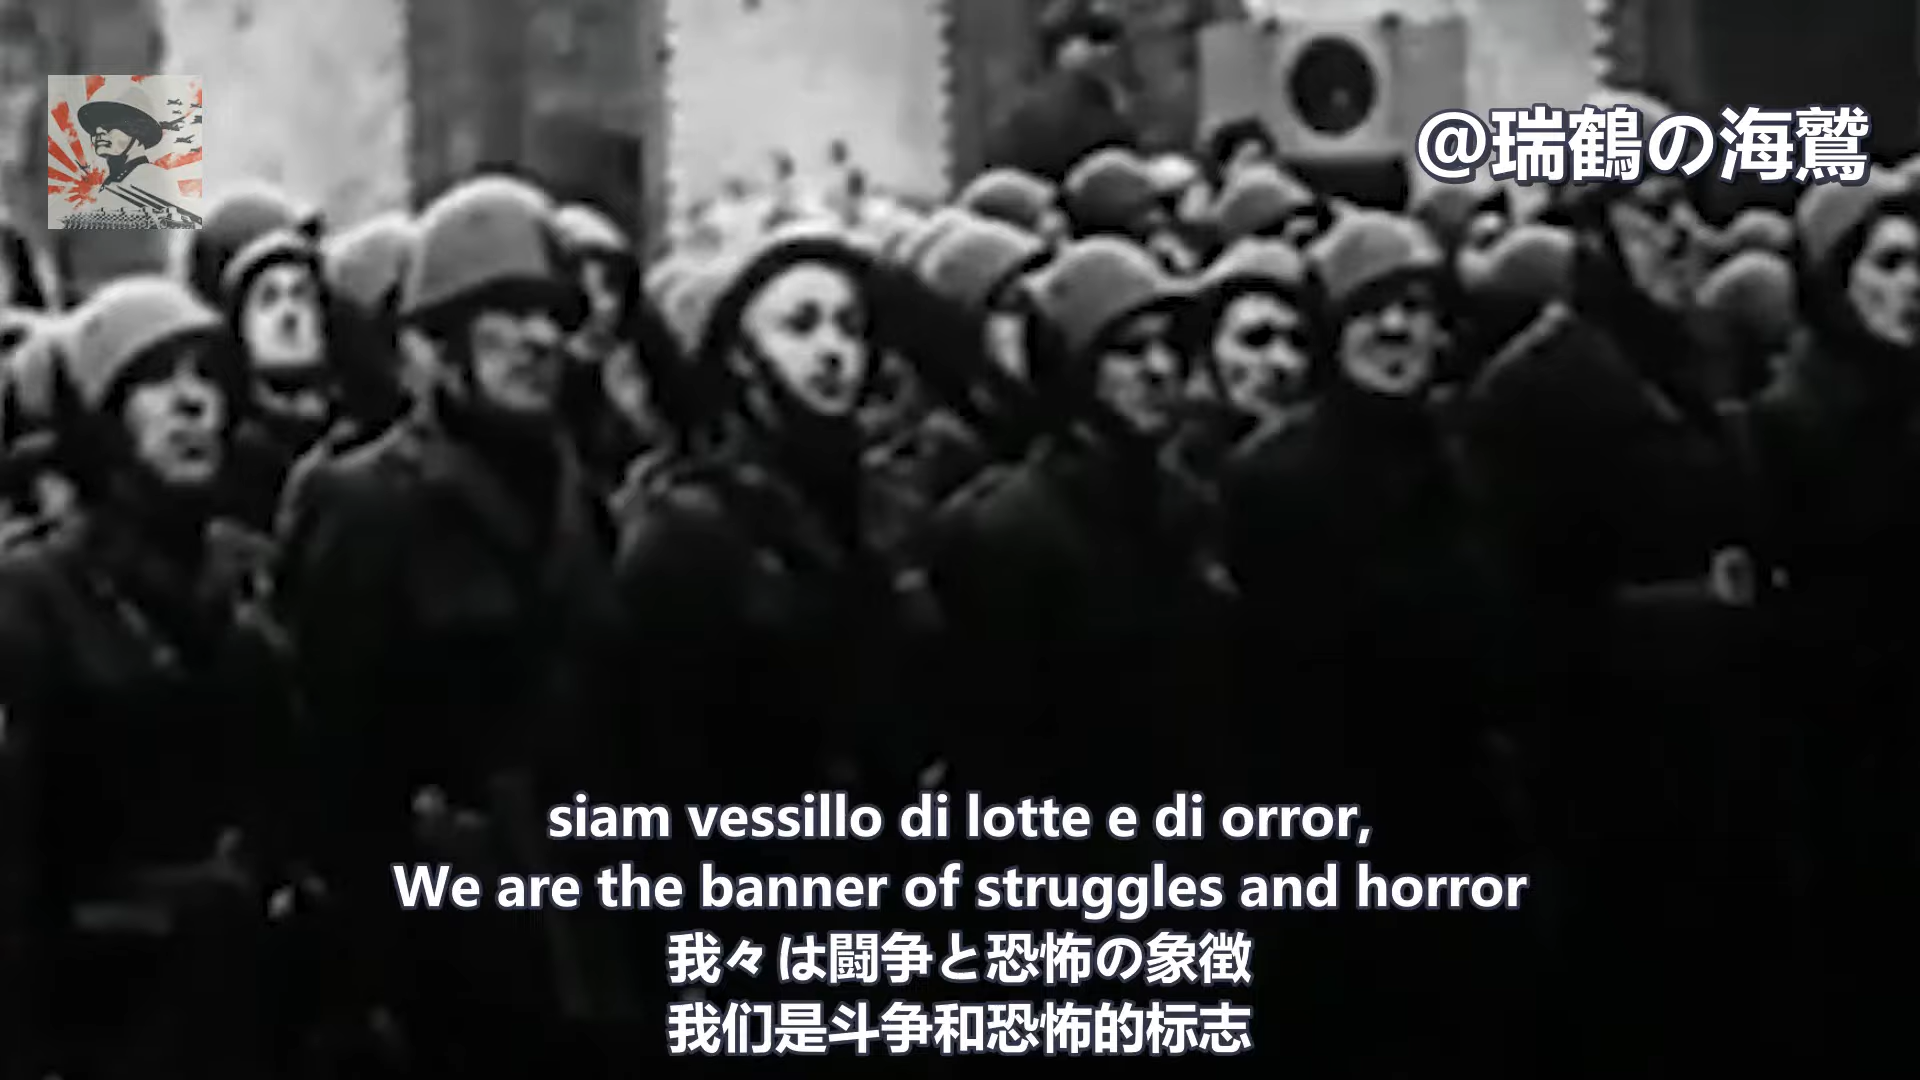 @瑞鶴の海鷲
siam vessillo di lotte e di orror,
We are the banner of struggles and horror
我々は闘争と恐怖の象徴
我们是斗争和恐怖的标志